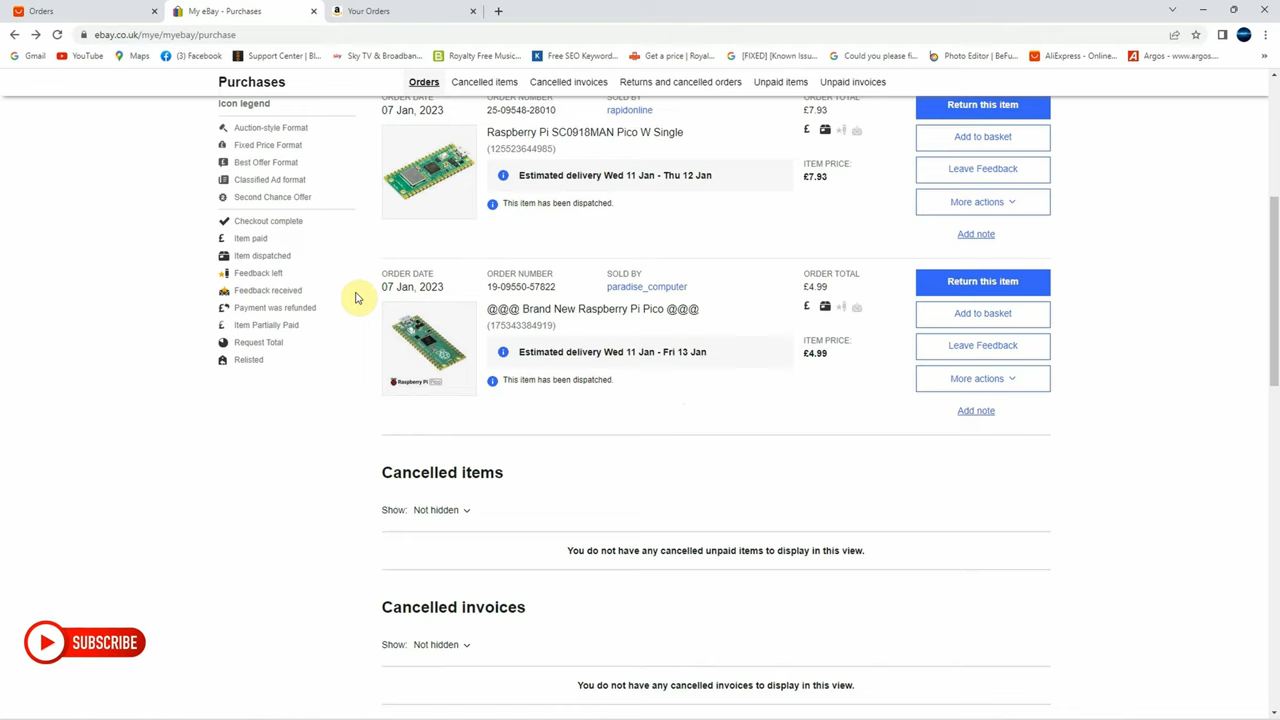 Orders
My eBay - Purchases
Your Orders
ebay.co.uk/mye/myebay/purchase
Gmail
YouTube
Maps
(3) Facebook
Support Center | Bl...
Sky TV & Broadban...
Royalty Free Music...
Free SEO Keyword...
Get a price | Royal...
[FIXED] [Known Issu...
Could you please fi...
Photo Editor | BeFu...
AliExpress - Online...
Argos - www.argos....
Purchases
Orders
Cancelled items
Cancelled invoices
Returns and cancelled orders
Unpaid items
Unpaid invoices
Icon legend
Auction-style Format
Fixed Price Format
Best Offer Format
Classified Ad format
Second Chance Offer
Checkout complete
Item paid
Item dispatched
Feedback left
Feedback received
Payment was refunded
Item Partially Paid
Request Total
Relisted
ORDER DATE
07 Jan, 2023
ORDER NUMBER
25-09548-28010
SOLD BY
rapidonline
ORDER TOTAL
£7.93
Raspberry Pi SC0918MAN Pico W Single
(125523644985)
Estimated delivery Wed 11 Jan - Thu 12 Jan
This item has been dispatched.
ITEM PRICE:
£7.93
Return this item
Add to basket
Leave Feedback
More actions
Add note
ORDER DATE
07 Jan, 2023
ORDER NUMBER
19-09550-57822
SOLD BY
paradise_computer
ORDER TOTAL
£4.99
@@@ Brand New Raspberry Pi Pico @@@
(175343384919)
Estimated delivery Wed 11 Jan - Fri 13 Jan
This item has been dispatched.
Raspberry Pi Pico
ITEM PRICE:
£4.99
Return this item
Add to basket
Leave Feedback
More actions
Add note
Cancelled items
Show: Not hidden
You do not have any cancelled unpaid items to display in this view.
Cancelled invoices
Show: Not hidden
You do not have any cancelled invoices to display in this view.
SUBSCRIBE